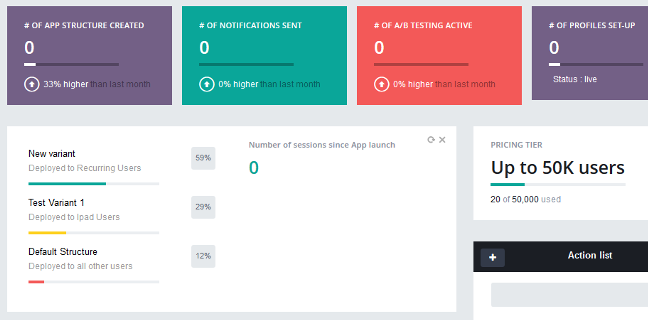 # OF APP STRUCTURE CREATED
0
33% higher than last month
# OF NOTIFICATIONS SENT
0
0% higher than last month
# OF A/B TESTING ACTIVE
0
0% higher than last month
# OF PROFILES SET-UP
0
Status : live
New variant
Deployed to Recurring Users
59%
Test Variant 1
Deployed to Ipad Users
29%
Default Structure
Deployed to all other users
12%
Number of sessions since App launch
0
PRICING TIER
Up to 50K users
20 of 50,000 used
Action list